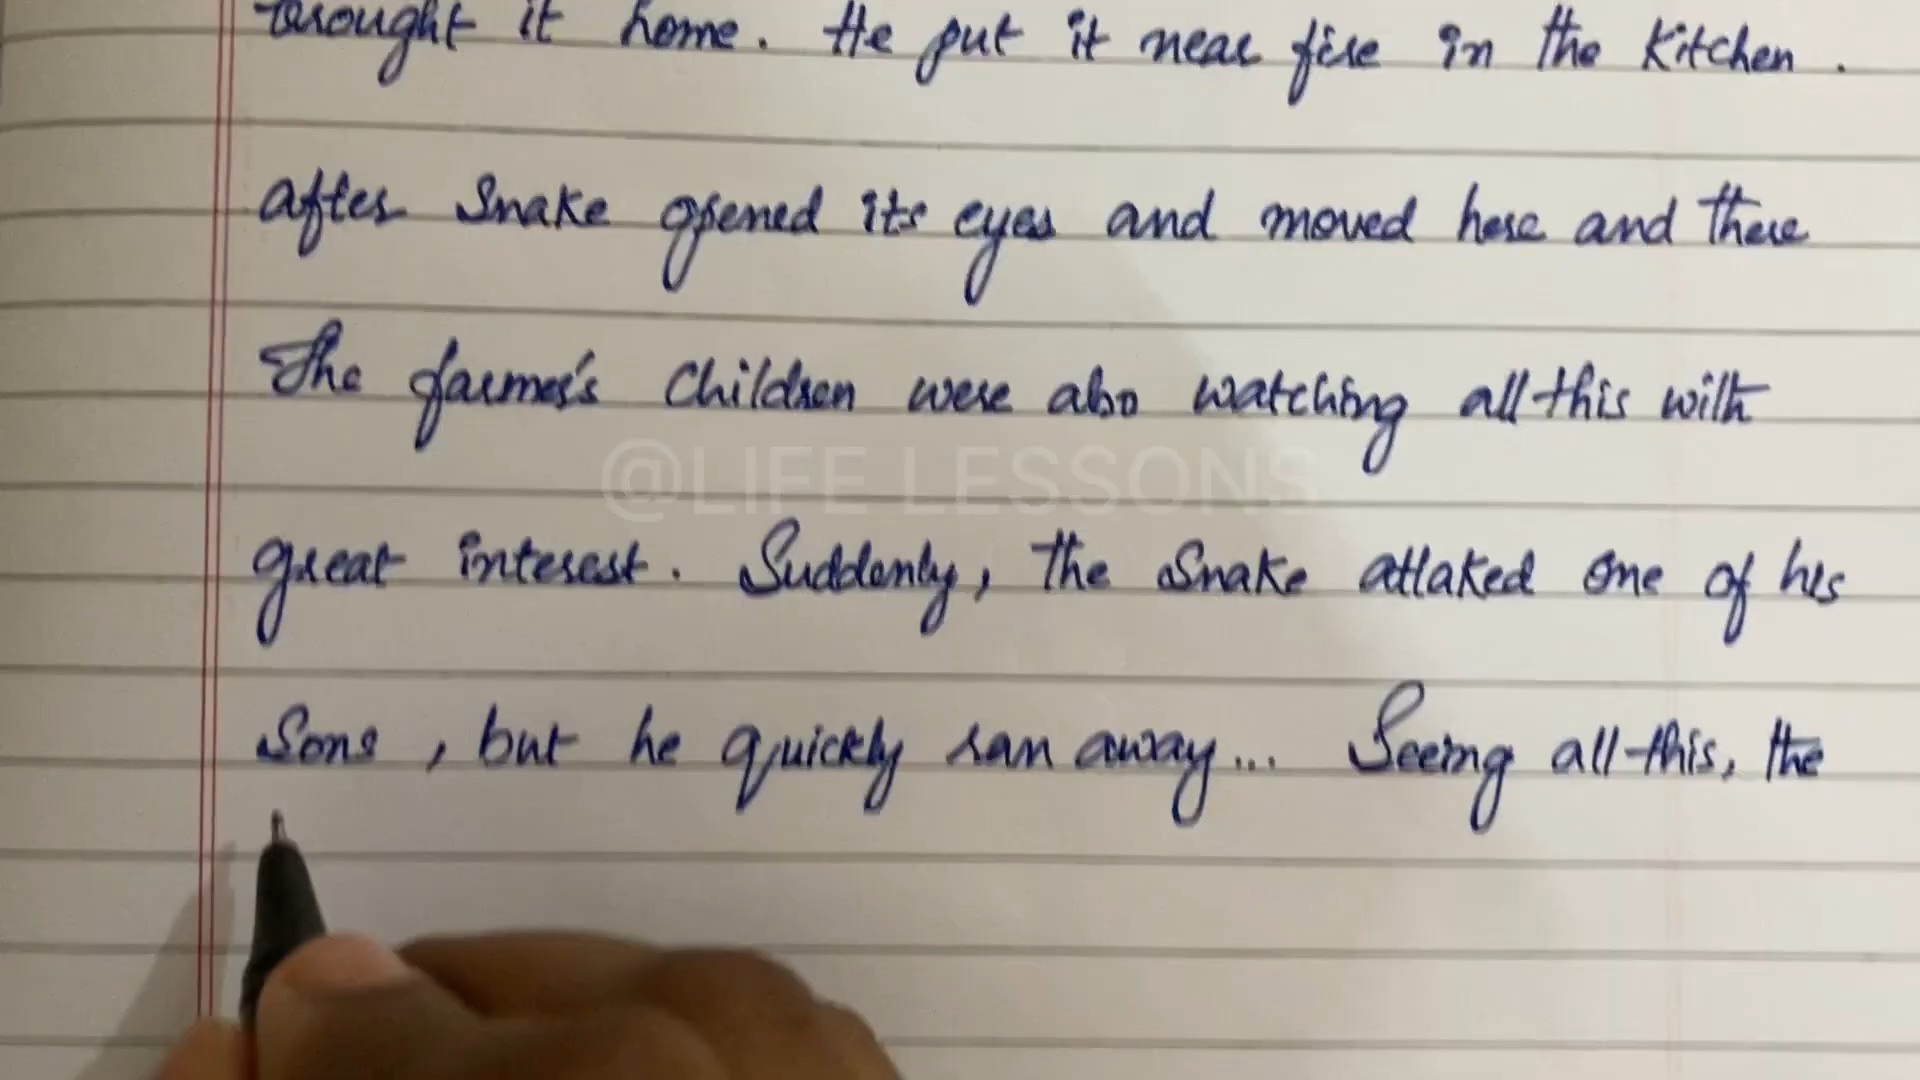 brought it home. He put it near fire in the kitchen.
after Snake opened its eyes and moved here and there
The farmer's children were also watching all this with
@LIFE LESSONS
great interest. Suddenly, the Snake attaked one of his
Sons, but he quickly ran away... Seeing all this, the